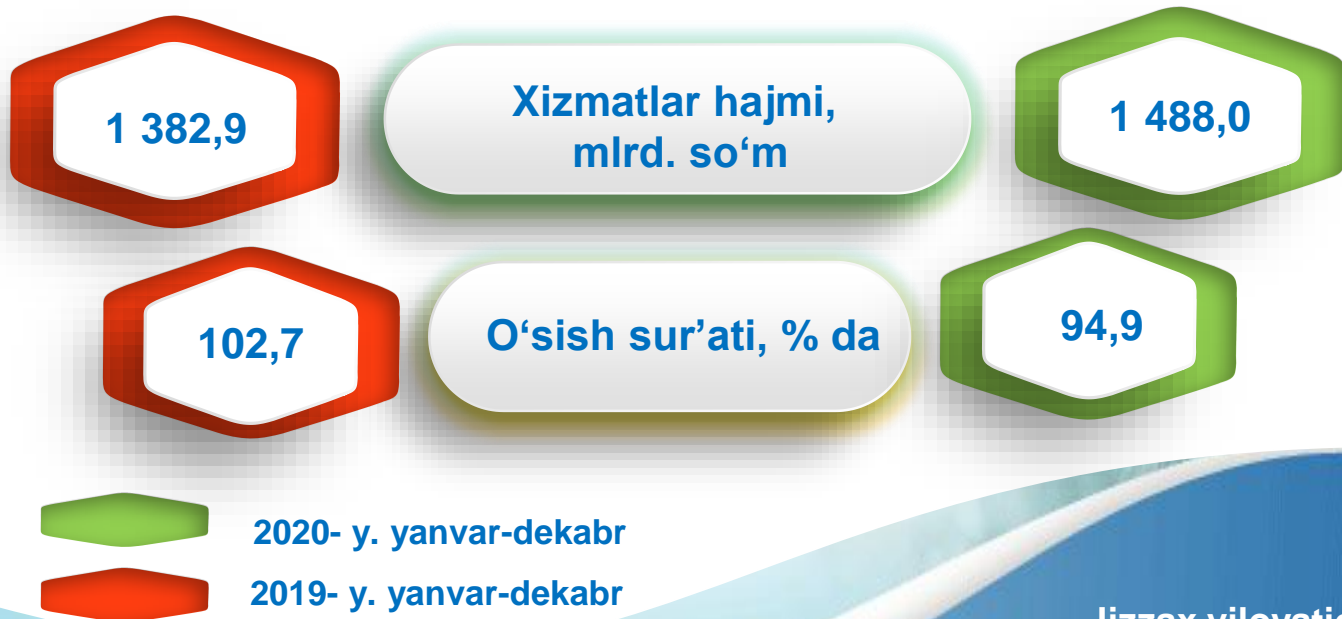 1 382,9
Xizmatlar hajmi,
mlrd. so‘m
1 488,0
102,7
O‘sish sur’ati, % da
94,9
2020- y. yanvar-dekabr
2019- y. yanvar-dekabr